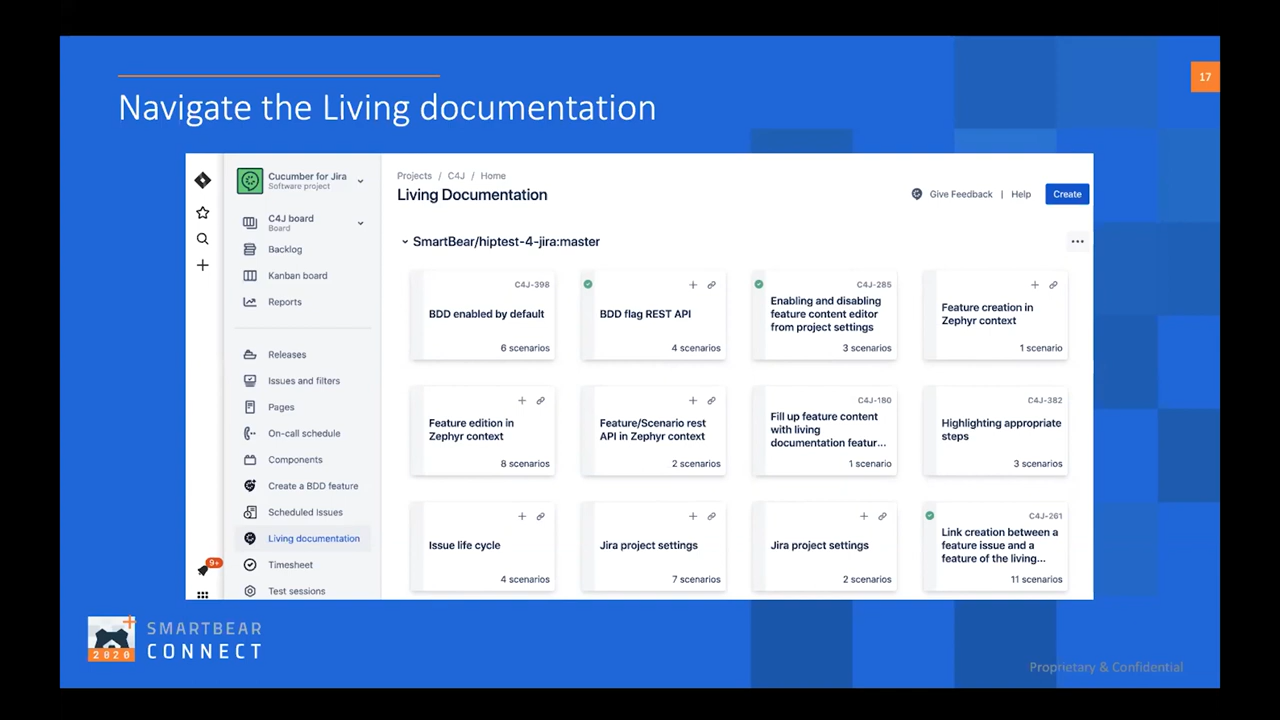 17
Navigate the Living documentation
Cucumber for Jira
Software project
C4J board
Board
Backlog
Kanban board
Reports
Releases
Issues and filters
Pages
On-call schedule
Components
Create a BDD feature
Scheduled Issues
Living documentation
Timesheet
Test sessions
9+
Projects / C4J / Home
Living Documentation
Give Feedback | Help Create
SmartBear/hiptest-4-jira:master
C4J-398
BDD enabled by default
6 scenarios
BDD flag REST API
4 scenarios
C4J-285
Enabling and disabling
feature content editor
from project settings
3 scenarios
Feature creation in
Zephyr context
1 scenario
Feature edition in
Zephyr context
8 scenarios
Feature/Scenario rest
API in Zephyr context
2 scenarios
C4J-180
Fill up feature content
with living
documentation featur...
1 scenario
C4J-382
Highlighting appropriate
steps
3 scenarios
Issue life cycle
4 scenarios
Jira project settings
7 scenarios
Jira project settings
2 scenarios
C4J-261
Link creation between a
feature issue and a
feature of the living...
11 scenarios
2020
SMARTBEAR
CONNECT
Proprietary & Confidential